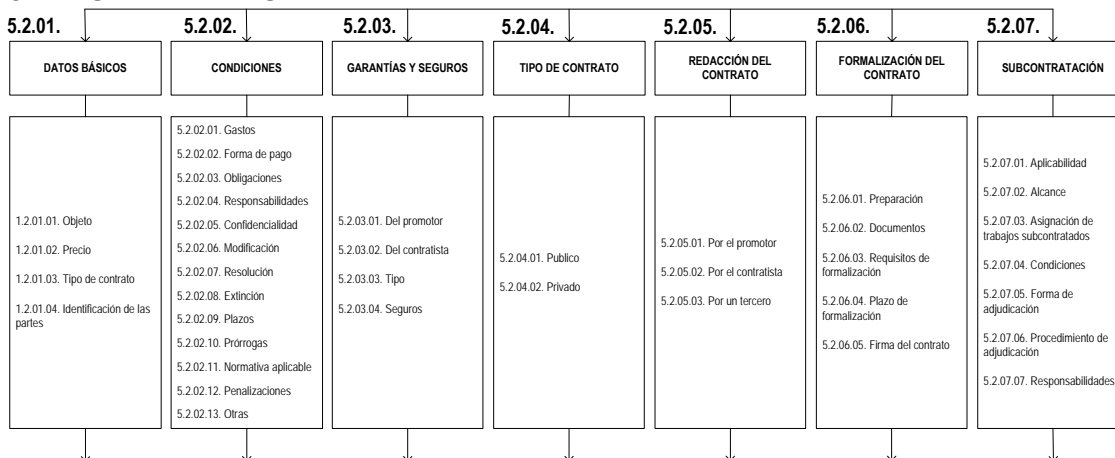 5.2.01.
DATOS BÁSICOS
1.2.01.01. Objeto
1.2.01.02. Precio
1.2.01.03. Tipo de contrato
1.2.01.04. Identificación de las
partes
5.2.02.
CONDICIONES
5.2.02.01. Gastos
5.2.02.02. Forma de pago
5.2.02.03. Obligaciones
5.2.02.04. Responsabilidades
5.2.02.05. Confidencialidad
5.2.02.06. Modificación
5.2.02.07. Resolución
5.2.02.08. Extinción
5.2.02.09. Plazos
5.2.02.10. Prórrogas
5.2.02.11. Normativa aplicable
5.2.02.12. Penalizaciones
5.2.02.13. Otras
5.2.03.
GARANTÍAS Y SEGUROS
5.2.03.01. Del promotor
5.2.03.02. Del contratista
5.2.03.03. Tipo
5.2.03.04. Seguros
5.2.04.
TIPO DE CONTRATO
5.2.04.01. Publico
5.2.04.02. Privado
5.2.05.
REDACCIÓN DEL
CONTRATO
5.2.05.01. Por el promotor
5.2.05.02. Por el contratista
5.2.05.03. Por un tercero
5.2.06.
FORMALIZACIÓN DEL
CONTRATO
5.2.06.01. Preparación
5.2.06.02. Documentos
5.2.06.03. Requisitos de
formalización
5.2.06.04. Plazo de
formalización
5.2.06.05. Firma del contrato
5.2.07.
SUBCONTRATACIÓN
5.2.07.01. Aplicabilidad
5.2.07.02. Alcance
5.2.07.03. Asignación de
trabajos subcontratados
5.2.07.04. Condiciones
5.2.07.05. Forma de
adjudicación
5.2.07.06. Procedimiento de
adjudicación
5.2.07.07. Responsabilidades